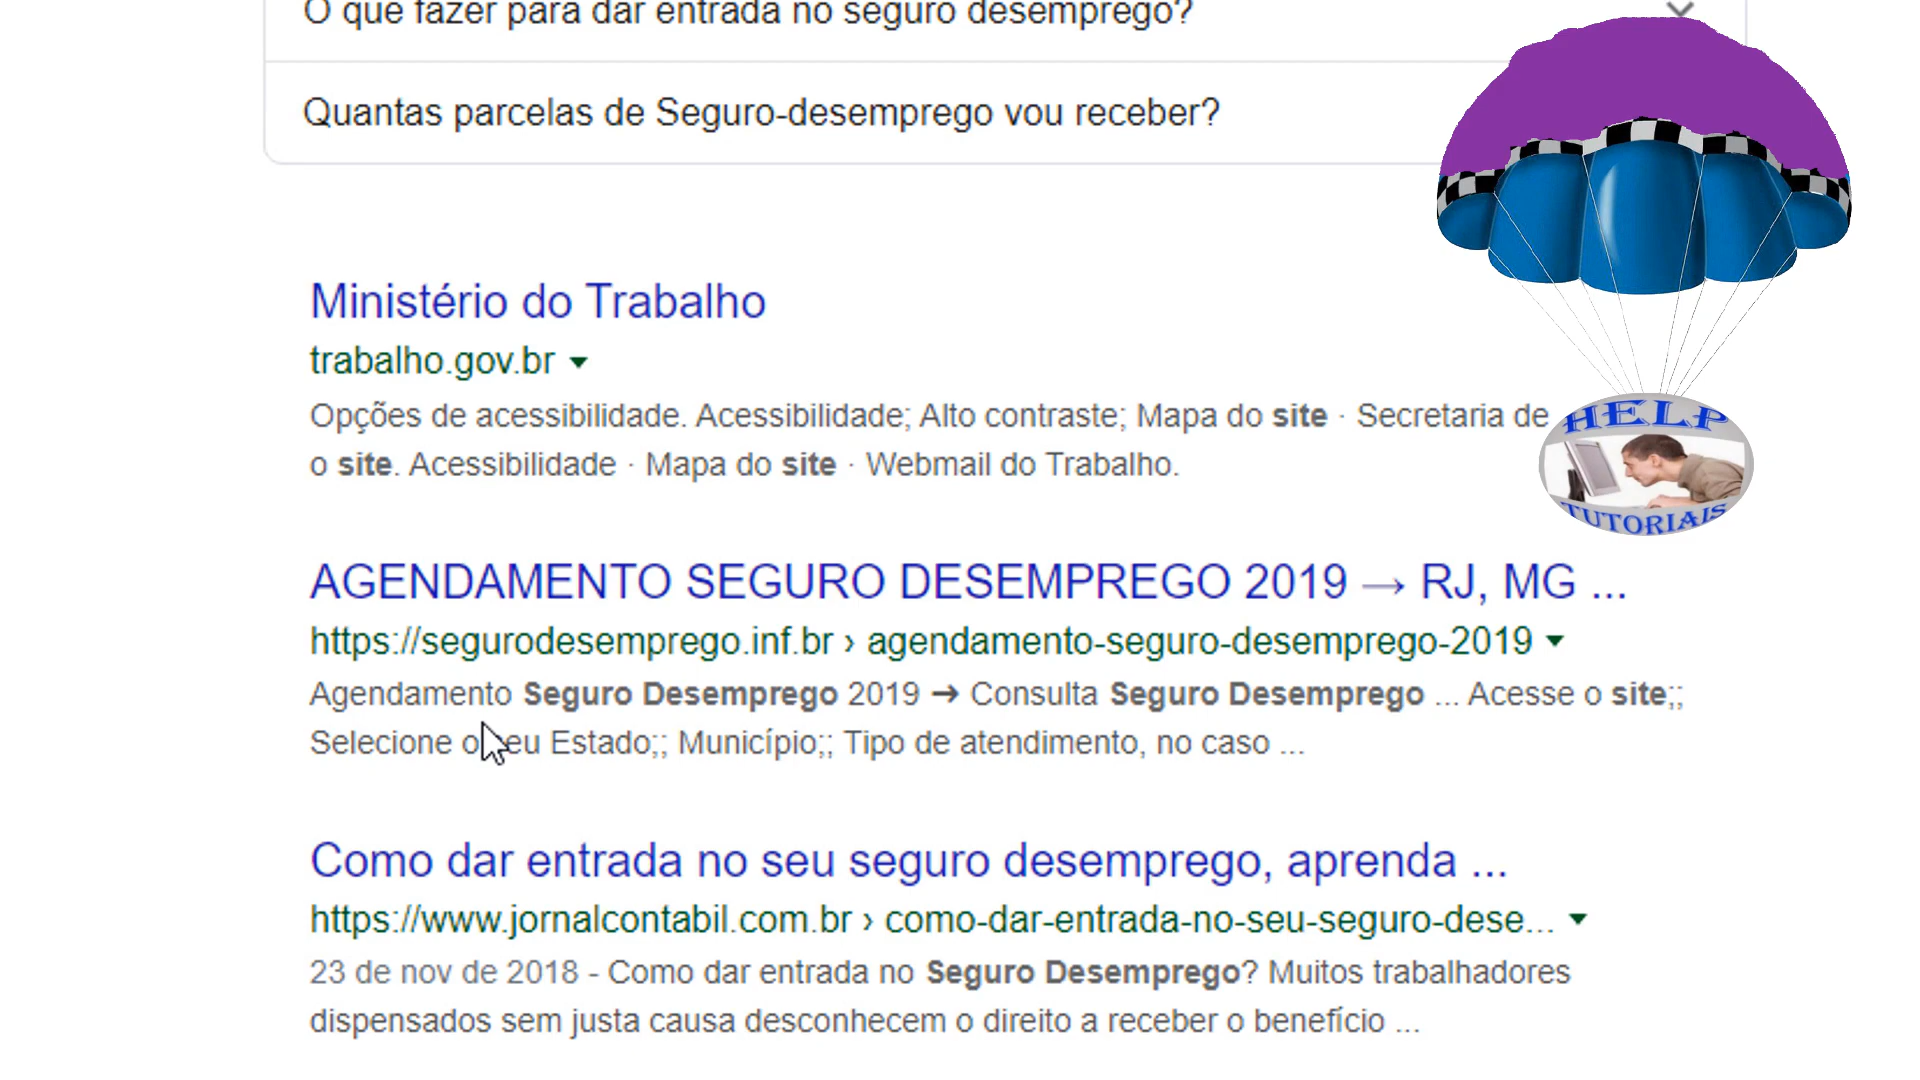 O que fazer para dar entrada no seguro desemprego?
Quantas parcelas de Seguro-desemprego vou receber?
Ministério do Trabalho
trabalho.gov.br
Opções de acessibilidade. Acessibilidade; Alto contraste; Mapa do site · Secretaria de
o site. Acessibilidade · Mapa do site · Webmail do Trabalho.
HELP
TUTORIAIS
AGENDAMENTO SEGURO DESEMPREGO 2019 → RJ, MG ...
https://segurodesemprego.inf.br › agendamento-seguro-desemprego-2019
Agendamento Seguro Desemprego 2019 ➔ Consulta Seguro Desemprego ... Acesse o site;;
Selecione o seu Estado;; Município;; Tipo de atendimento, no caso ...
Como dar entrada no seu seguro desemprego, aprenda ...
https://www.jornalcontabil.com.br › como-dar-entrada-no-seu-seguro-dese...
23 de nov de 2018 - Como dar entrada no Seguro Desemprego? Muitos trabalhadores
dispensados sem justa causa desconhecem o direito a receber o benefício ...